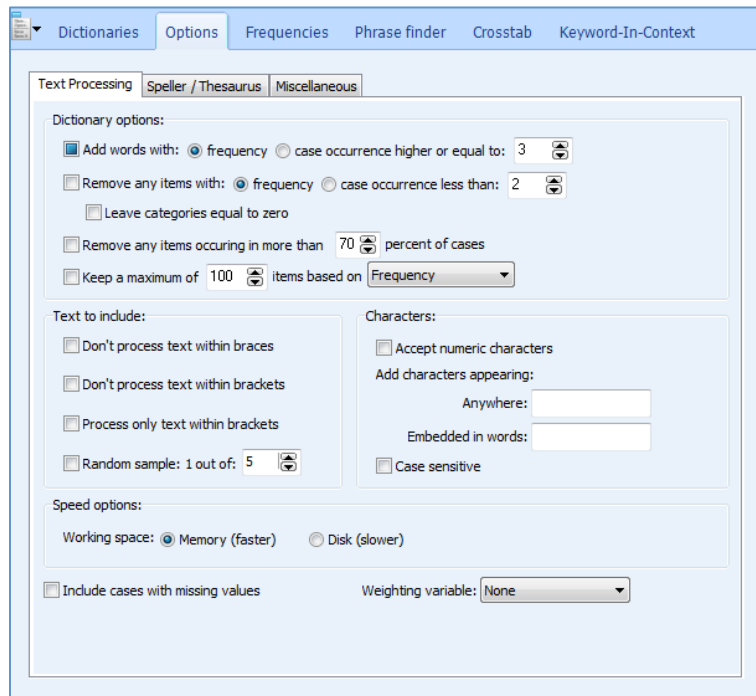 Dictionaries Options Frequencies Phrase finder Crosstab Keyword-In-Context
Text Processing Speller / Thesaurus Miscellaneous
Dictionary options:
Add words with: frequency case occurrence higher or equal to: 3
Remove any items with: frequency case occurrence less than: 2
Leave categories equal to zero
Remove any items occuring in more than 70 percent of cases
Keep a maximum of 100 items based on Frequency
Text to include:
Don't process text within braces
Don't process text within brackets
Process only text within brackets
Random sample: 1 out of: 5
Characters:
Accept numeric characters
Add characters appearing:
Anywhere:
Embedded in words:
Case sensitive
Speed options:
Working space: Memory (faster) Disk (slower)
Include cases with missing values Weighting variable: None